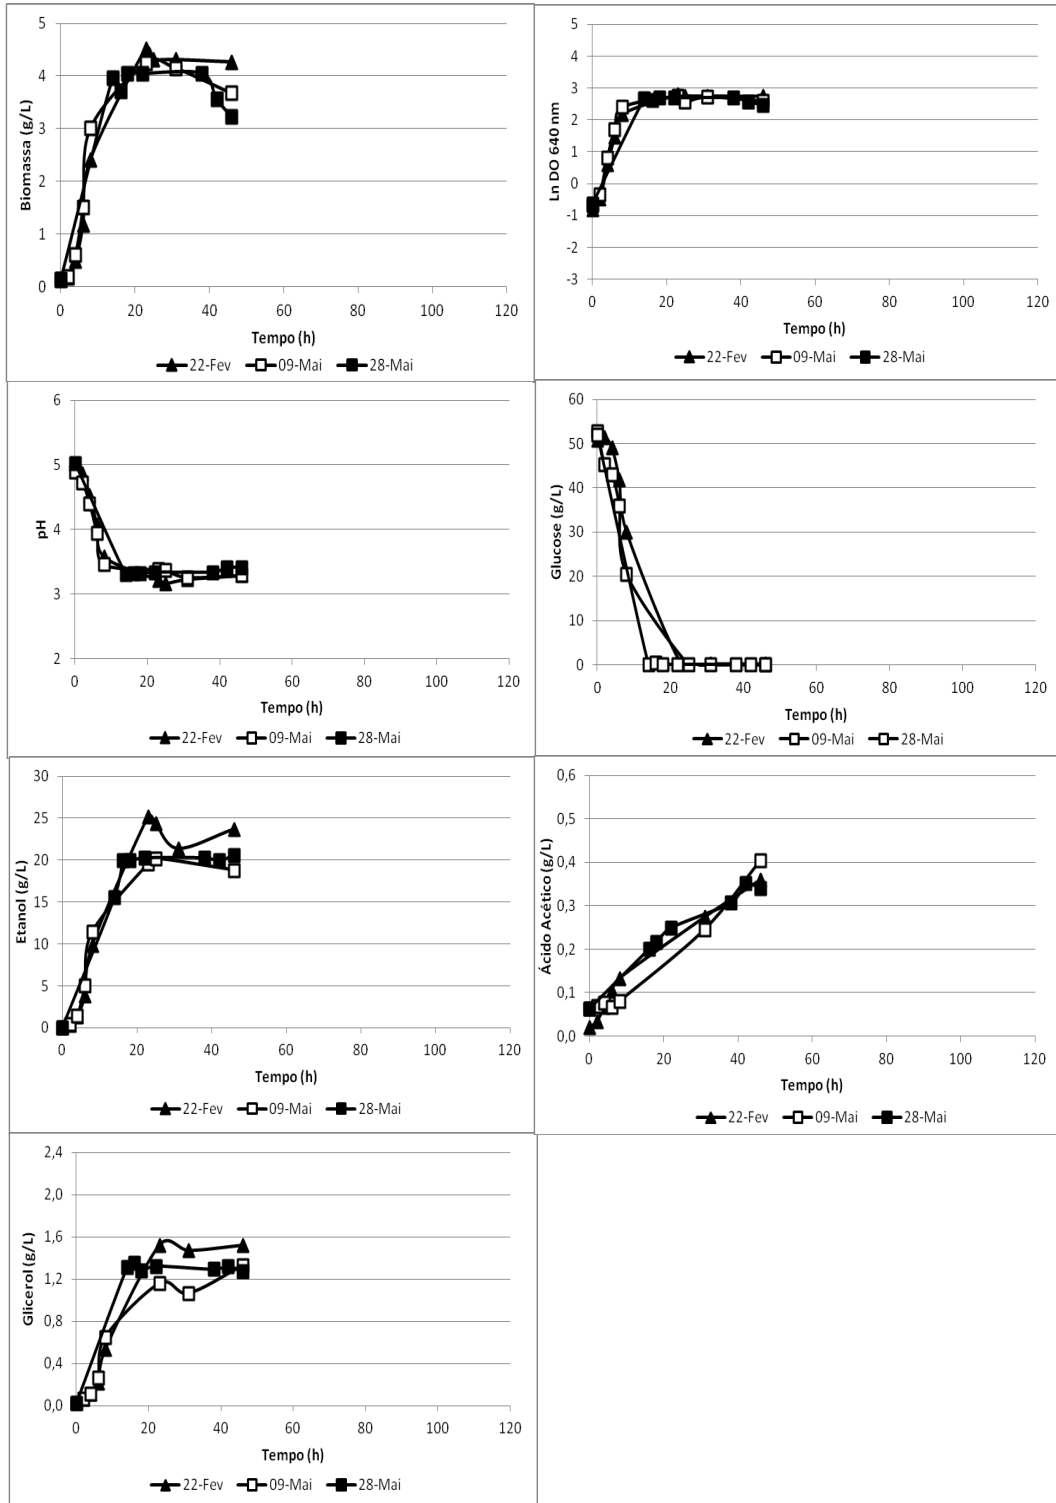 Biomassa (g/L)
5
4
3
2
1
0
0 20 40 60 80 100 120
Tempo (h)
22-Fev 09-Mai 28-Mai
Ln DO 640 nm
5
4
3
2
1
0
-1
-2
-3
0 20 40 60 80 100 120
Tempo (h)
22-Fev 09-Mai 28-Mai
pH
6
5
4
3
2
0 20 40 60 80 100 120
Tempo (h)
22-Fev 09-Mai 28-Mai
Glucose (g/L)
60
50
40
30
20
10
0
0 20 40 60 80 100 120
Tempo (h)
22-Fev 09-Mai 28-Mai
Etanol (g/L)
30
25
20
15
10
5
0
0 20 40 60 80 100 120
Tempo (h)
22-Fev 09-Mai 28-Mai
Ácido Acético (g/L)
0,6
0,5
0,4
0,3
0,2
0,1
0,0
0 20 40 60 80 100 120
Tempo (h)
22-Fev 09-Mai 28-Mai
Glicerol (g/L)
2,4
2,0
1,6
1,2
0,8
0,4
0,0
0 20 40 60 80 100 120
Tempo (h)
22-Fev 09-Mai 28-Mai